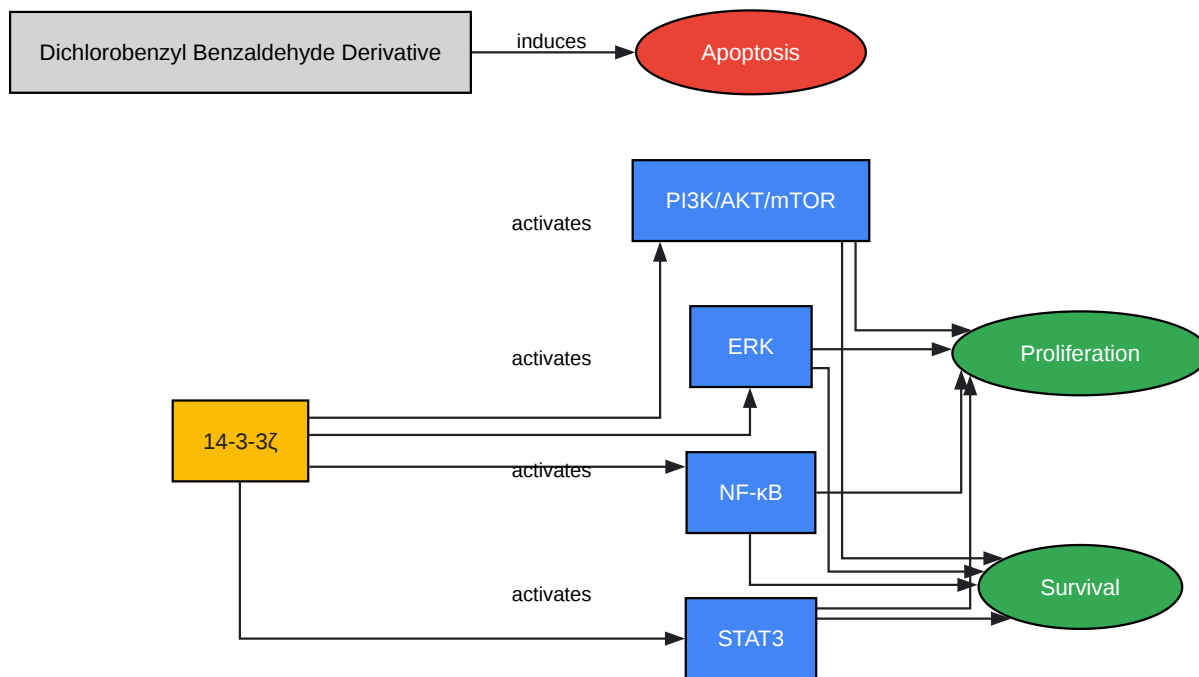 Dichlorobenzyl Benzaldehyde Derivative
induces
Apoptosis
PI3K/AKT/mTOR
activates
ERK
Proliferation
activates
14-3-3ζ
activates
NF-κB
Survival
activates
STAT3